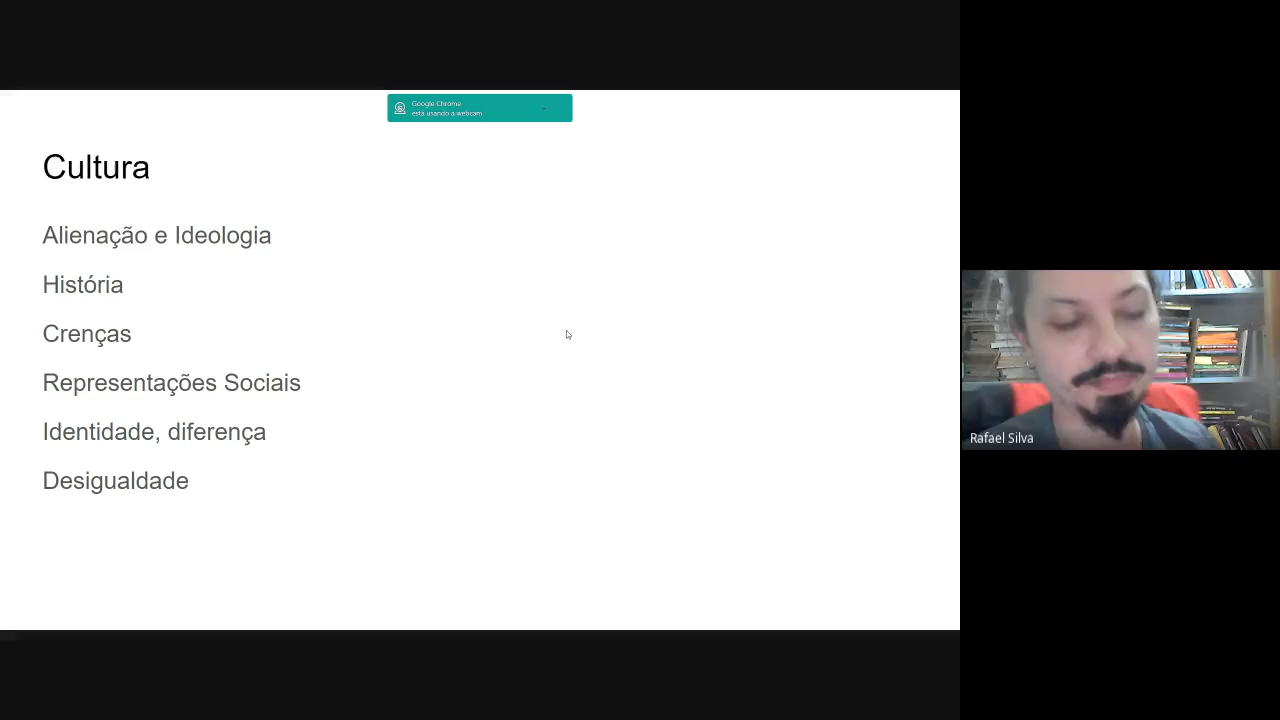 Google Chrome
está usando a webcam
Cultura
Alienação e Ideologia
História
Crenças
Representações Sociais
Identidade, diferença
Desigualdade
Rafael Silva